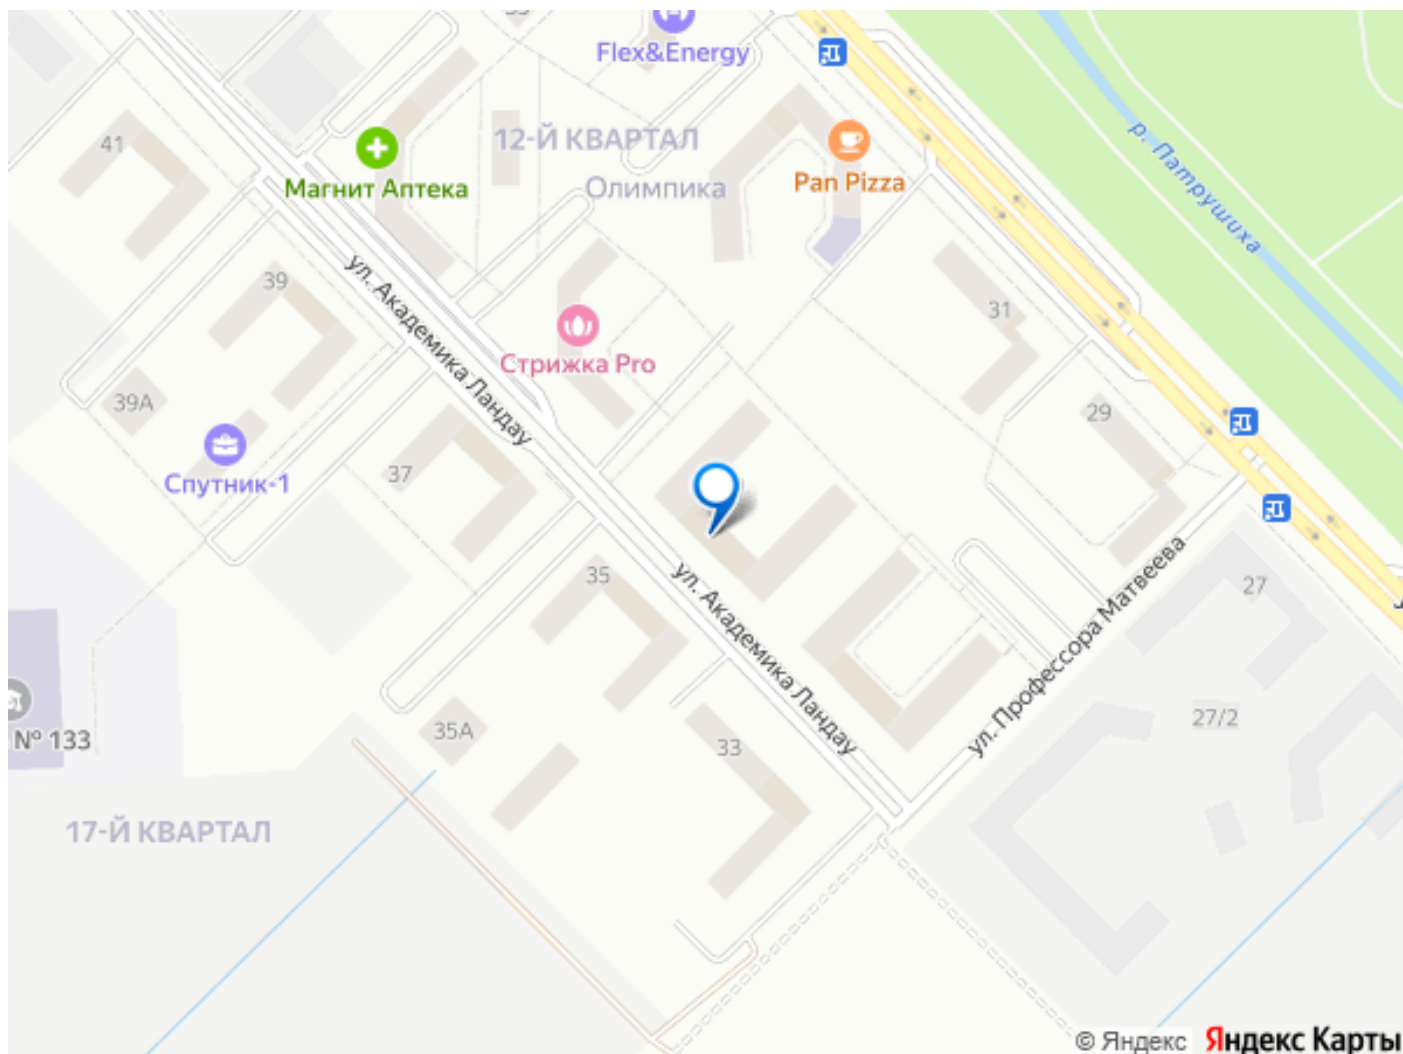 Flex&Energy
12-Й КВАРТАЛ
41
Магнит Аптека
Олимпика
Pan Pizza
р. Патрушиха
39
ул. Академика Ландау
31
Стрижка Pro
39А
29
Спутник-1
37
35
ул. Академика Ландау
ул. Профессора Матвеева
27
27/2
№ 133
35А
33
17-Й КВАРТАЛ
© Яндекс Яндекс Карты